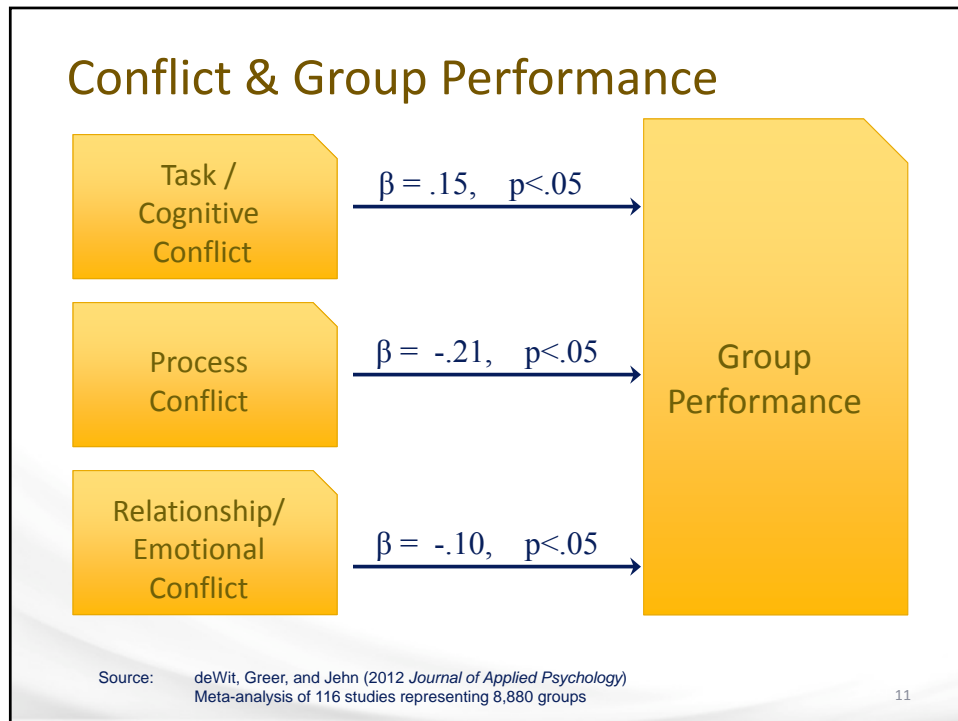 Conflict & Group Performance
Task /
Cognitive
Conflict
β = .15, p<.05
Process
Conflict
β = -.21, p<.05
Group
Performance
Relationship/
Emotional
Conflict
β = -.10, p<.05
Source: deWit, Greer, and Jehn (2012 Journal of Applied Psychology)
Meta-analysis of 116 studies representing 8,880 groups
11